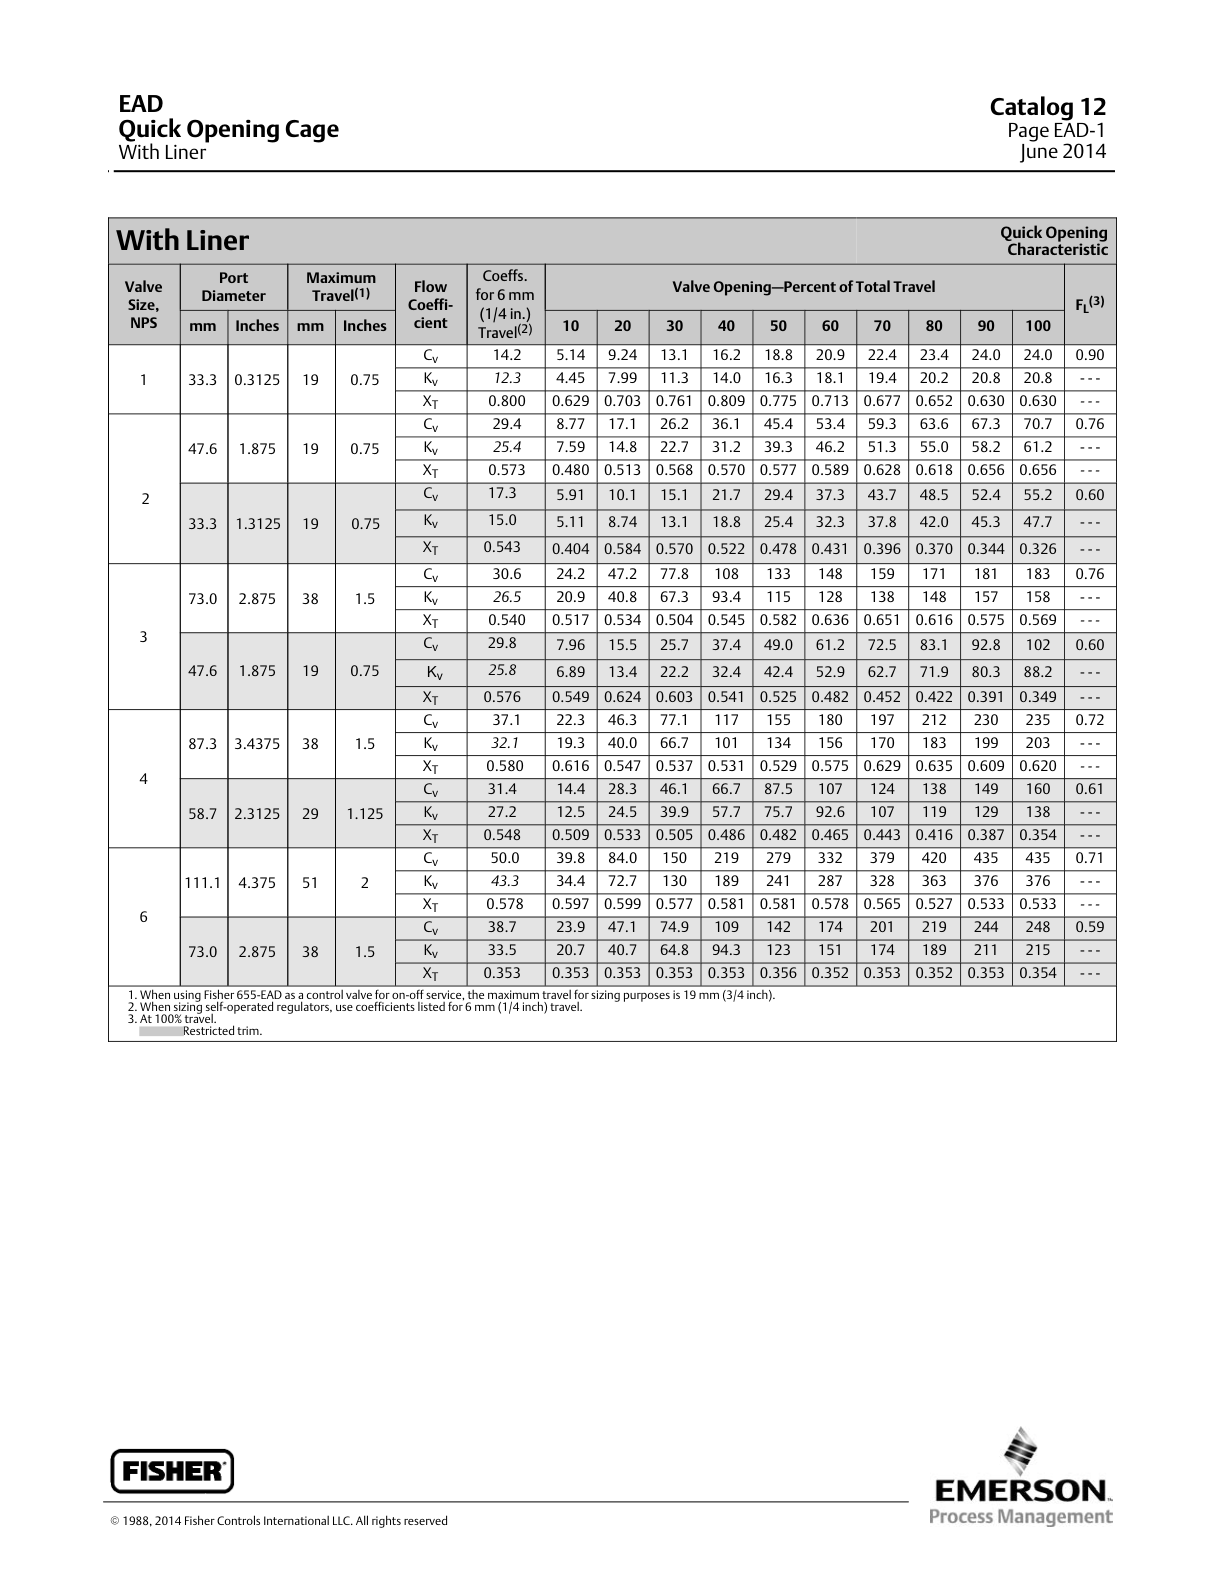 EAD
Quick Opening Cage
With Liner
Catalog 12
Page EAD-1
June 2014
With Liner
Quick Opening
Characteristic
Valve Size, NPS
Port Diameter
Maximum Travel(1)
Flow Coeffi-cient
Coeffs. for 6 mm (1/4 in.) Travel(2)
Valve Opening—Percent of Total Travel
FL(3)
mm Inches mm Inches 10 20 30 40 50 60 70 80 90 100
1 33.3 0.3125 19 0.75
Cv 14.2 5.14 9.24 13.1 16.2 18.8 20.9 22.4 23.4 24.0 24.0 0.90
Kv 12.3 4.45 7.99 11.3 14.0 16.3 18.1 19.4 20.2 20.8 20.8 - - -
XT 0.800 0.629 0.703 0.761 0.809 0.775 0.713 0.677 0.652 0.630 0.630 - - -
2 47.6 1.875 19 0.75
Cv 29.4 8.77 17.1 26.2 36.1 45.4 53.4 59.3 63.6 67.3 70.7 0.76
Kv 25.4 7.59 14.8 22.7 31.2 39.3 46.2 51.3 55.0 58.2 61.2 - - -
XT 0.573 0.480 0.513 0.568 0.570 0.577 0.589 0.628 0.618 0.656 0.656 - - -
33.3 1.3125 19 0.75
Cv 17.3 5.91 10.1 15.1 21.7 29.4 37.3 43.7 48.5 52.4 55.2 0.60
Kv 15.0 5.11 8.74 13.1 18.8 25.4 32.3 37.8 42.0 45.3 47.7 - - -
XT 0.543 0.404 0.584 0.570 0.522 0.478 0.431 0.396 0.370 0.344 0.326 - - -
3 73.0 2.875 38 1.5
Cv 30.6 24.2 47.2 77.8 108 133 148 159 171 181 183 0.76
Kv 26.5 20.9 40.8 67.3 93.4 115 128 138 148 157 158 - - -
XT 0.540 0.517 0.534 0.504 0.545 0.582 0.636 0.651 0.616 0.575 0.569 - - -
47.6 1.875 19 0.75
Cv 29.8 7.96 15.5 25.7 37.4 49.0 61.2 72.5 83.1 92.8 102 0.60
Kv 25.8 6.89 13.4 22.2 32.4 42.4 52.9 62.7 71.9 80.3 88.2 - - -
XT 0.576 0.549 0.624 0.603 0.541 0.525 0.482 0.452 0.422 0.391 0.349 - - -
4 87.3 3.4375 38 1.5
Cv 37.1 22.3 46.3 77.1 117 155 180 197 212 230 235 0.72
Kv 32.1 19.3 40.0 66.7 101 134 156 170 183 199 203 - - -
XT 0.580 0.616 0.547 0.537 0.531 0.529 0.575 0.629 0.635 0.609 0.620 - - -
58.7 2.3125 29 1.125
Cv 31.4 14.4 28.3 46.1 66.7 87.5 107 124 138 149 160 0.61
Kv 27.2 12.5 24.5 39.9 57.7 75.7 92.6 107 119 129 138 - - -
XT 0.548 0.509 0.533 0.505 0.486 0.482 0.465 0.443 0.416 0.387 0.354 - - -
6 111.1 4.375 51 2
Cv 50.0 39.8 84.0 150 219 279 332 379 420 435 435 0.71
Kv 43.3 34.4 72.7 130 189 241 287 328 363 376 376 - - -
XT 0.578 0.597 0.599 0.577 0.581 0.581 0.578 0.565 0.527 0.533 0.533 - - -
73.0 2.875 38 1.5
Cv 38.7 23.9 47.1 74.9 109 142 174 201 219 244 248 0.59
Kv 33.5 20.7 40.7 64.8 94.3 123 151 174 189 211 215 - - -
XT 0.353 0.353 0.353 0.353 0.353 0.356 0.352 0.353 0.352 0.353 0.354 - - -
1. When using Fisher 655-EAD as a control valve for on-off service, the maximum travel for sizing purposes is 19 mm (3/4 inch).
2. When sizing self-operated regulators, use coefficients listed for 6 mm (1/4 inch) travel.
3. At 100% travel.
Restricted trim.
FISHER
EMERSON
Process Management
© 1988, 2014 Fisher Controls International LLC. All rights reserved